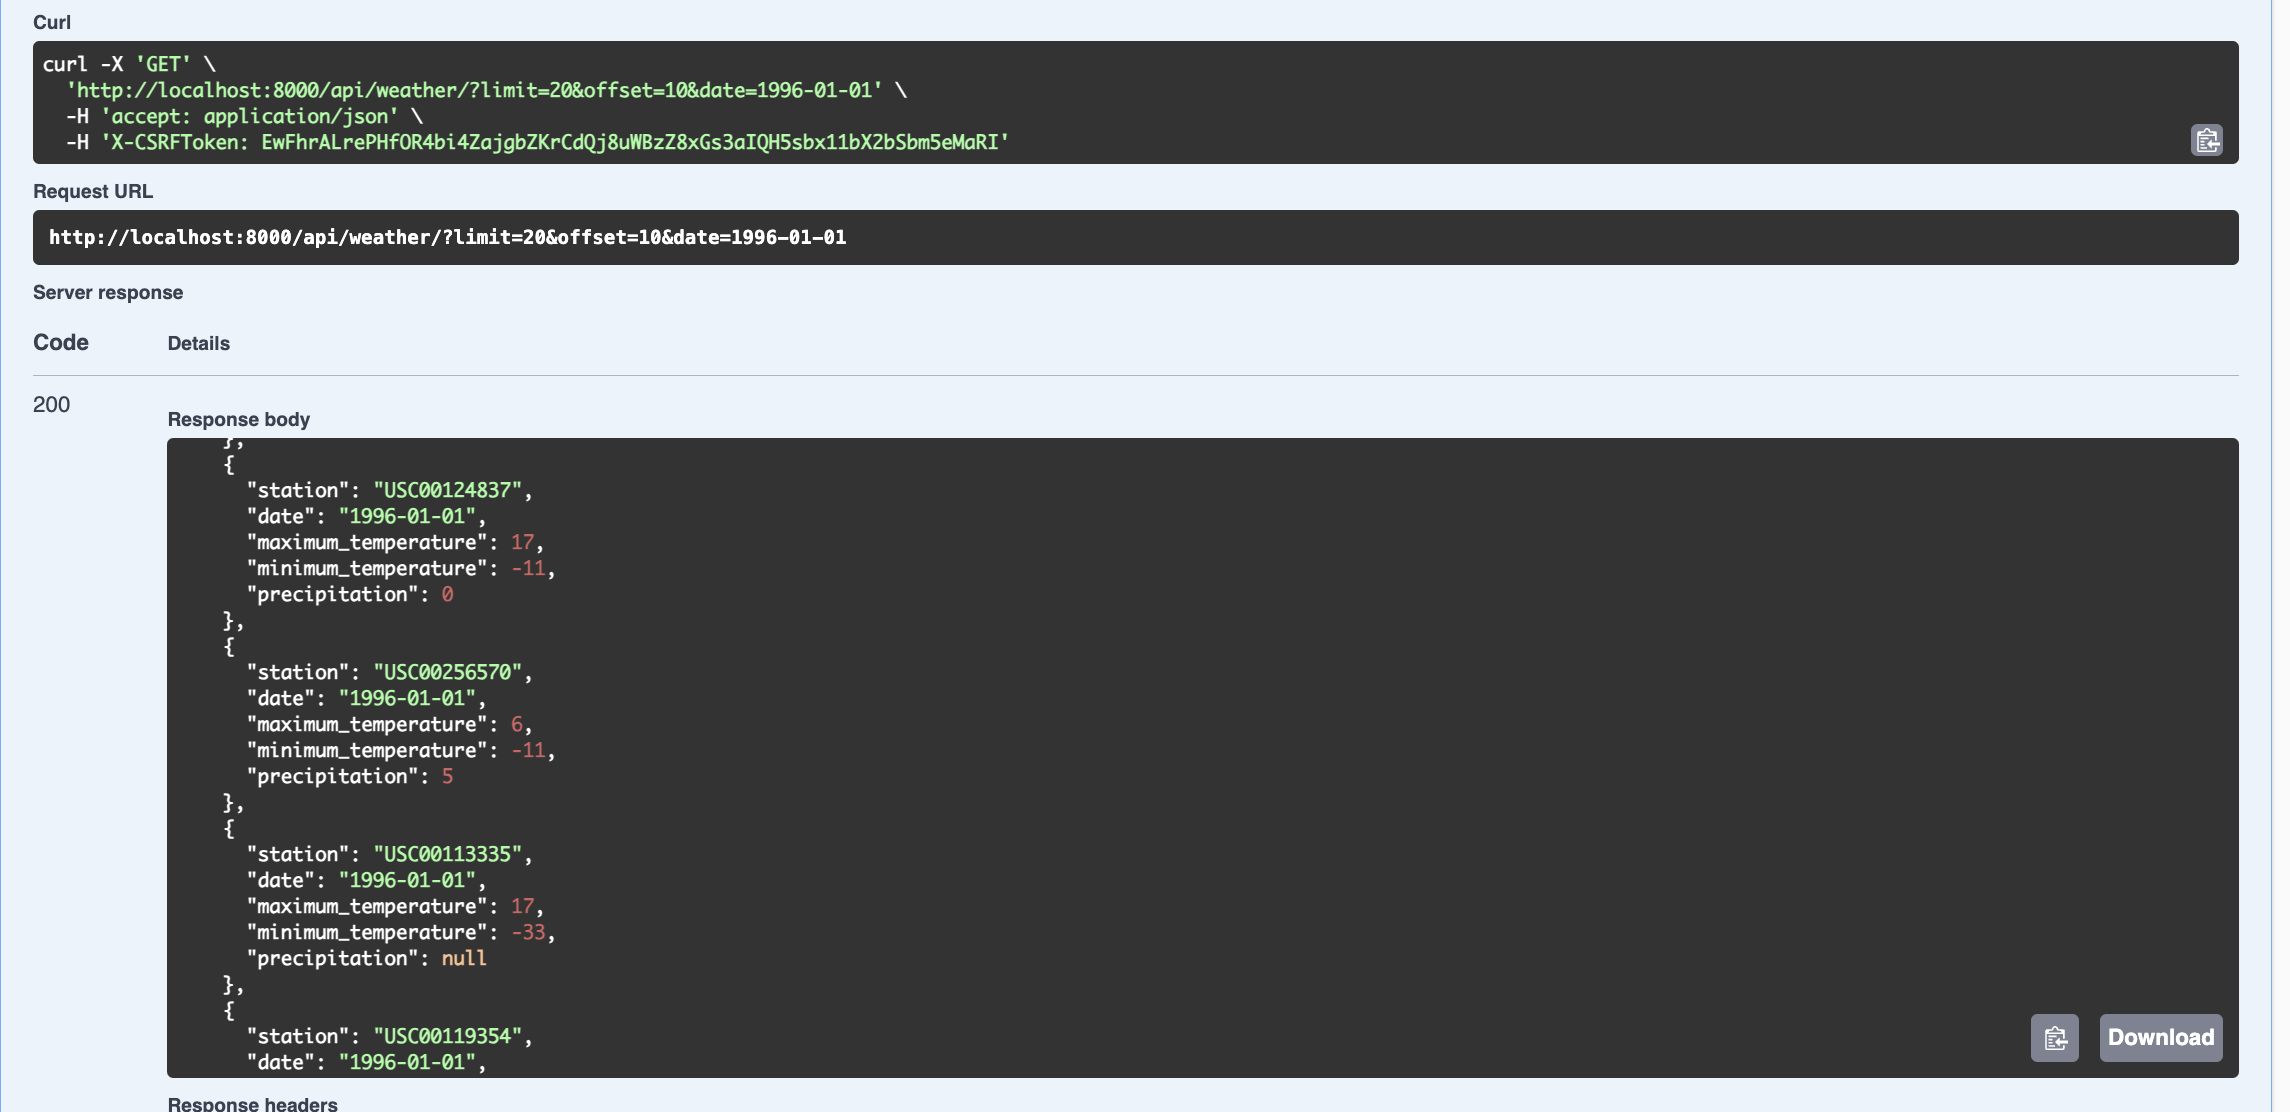 Curl
curl -X 'GET' \
  'http://localhost:8000/api/weather/?limit=20&offset=10&date=1996-01-01' \
  -H 'accept: application/json' \
  -H 'X-CSRFToken: EwFhrALrePHfOR4bi4ZajgbZKrCdQj8uWBzZ8xGs3aIQH5sbx11bX2bSbm5eMaRI'
Request URL
http://localhost:8000/api/weather/?limit=20&offset=10&date=1996-01-01
Server response
Code Details
200
Response body
    },
    {
      "station": "USC00124837",
      "date": "1996-01-01",
      "maximum_temperature": 17,
      "minimum_temperature": -11,
      "precipitation": 0
    },
    {
      "station": "USC00256570",
      "date": "1996-01-01",
      "maximum_temperature": 6,
      "minimum_temperature": -11,
      "precipitation": 5
    },
    {
      "station": "USC00113335",
      "date": "1996-01-01",
      "maximum_temperature": 17,
      "minimum_temperature": -33,
      "precipitation": null
    },
    {
      "station": "USC00119354",
      "date": "1996-01-01",
Download
Response headers